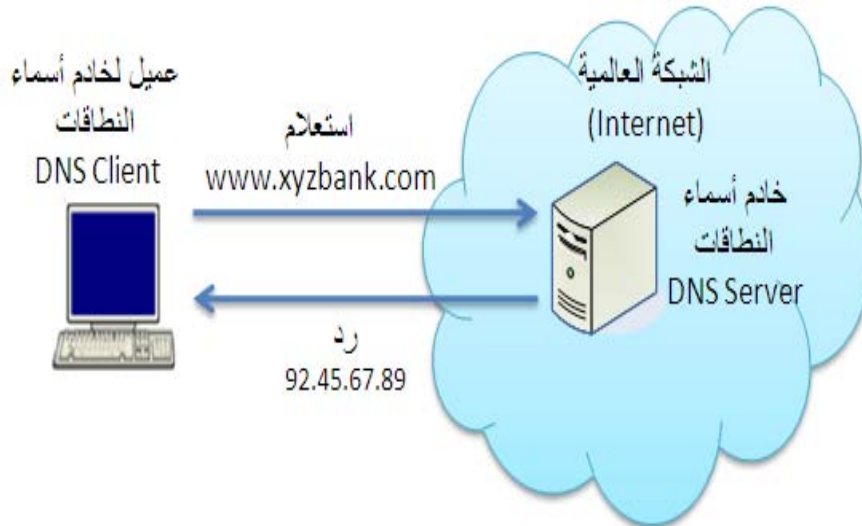 عميل لخادم أسماء
النطاقات
DNS Client
استعلام
www.xyzbank.com
الشبكة العالمية
(Internet)
خادم أسماء
النطاقات
DNS Server
رد
92.45.67.89